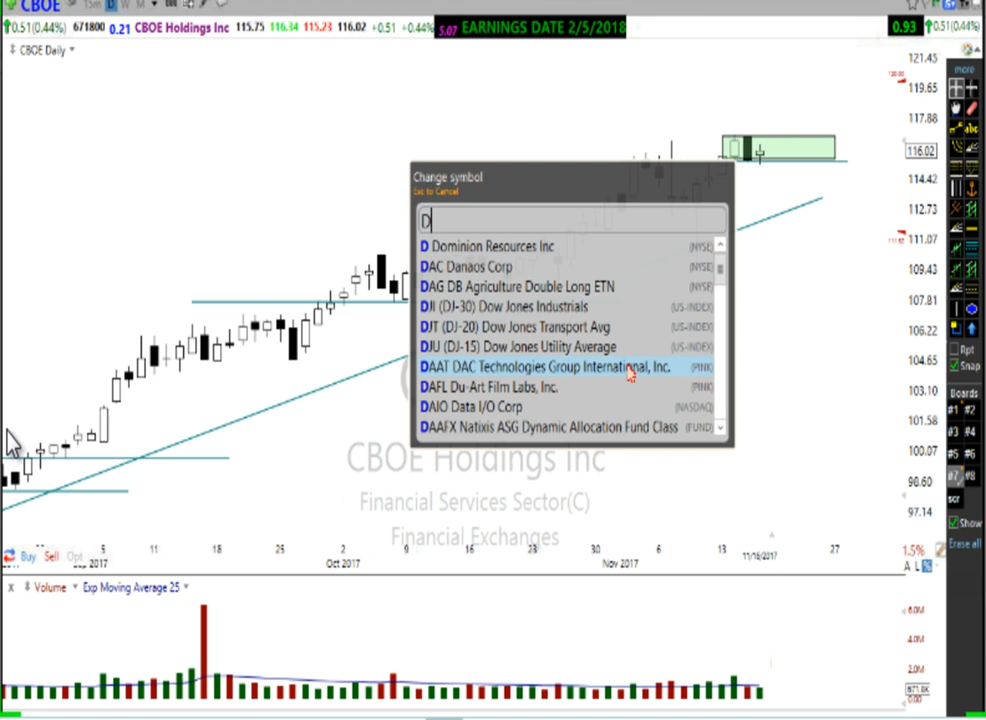 CBOE 15m D W M
0.51(0.44%) 671800 0.21 CBOE Holdings Inc 115.75 116.34 115.23 116.02 +0.51 +0.44% 5.07 EARNINGS DATE 2/5/2018 0.93 0.51(0.44%)
CBOE Daily
121.45
119.65
117.88
116.02
114.42
112.73
111.07
109.43
107.81
106.22
104.65
103.10
101.58
100.07
98.60
97.14
more
abc
Rpt
Snap
Boards
#1 #2
#3 #4
#5 #6
#7 #8
scr
Show
Erase all
Change symbol
Esc to Cancel
D
D Dominion Resources Inc (NYSE)
DAC Danaos Corp (NYSE)
DAG DB Agriculture Double Long ETN (NYSE)
DJI (DJ-30) Dow Jones Industrials (US-INDEX)
DJT (DJ-20) Dow Jones Transport Avg (US-INDEX)
DJU (DJ-15) Dow Jones Utility Average (US-INDEX)
DAAT DAC Technologies Group International, Inc. (PINK)
DAFL Du-Art Film Labs, Inc. (PINK)
DAIO Data I/O Corp (NASDAQ)
DAAFX Natixis ASG Dynamic Allocation Fund Class (FUND)
CBOE Holdings Inc
Financial Services Sector(C)
Financial Exchanges
Buy Sell Opt
5 11 18 25 2 9 16 23 30 6 13 11/16/2017 27
Sep 2017 Oct 2017 Nov 2017
1.5%
A L %
X Volume Exp Moving Average 25
6.0M
4.0M
2.0M
671.8K
0.00